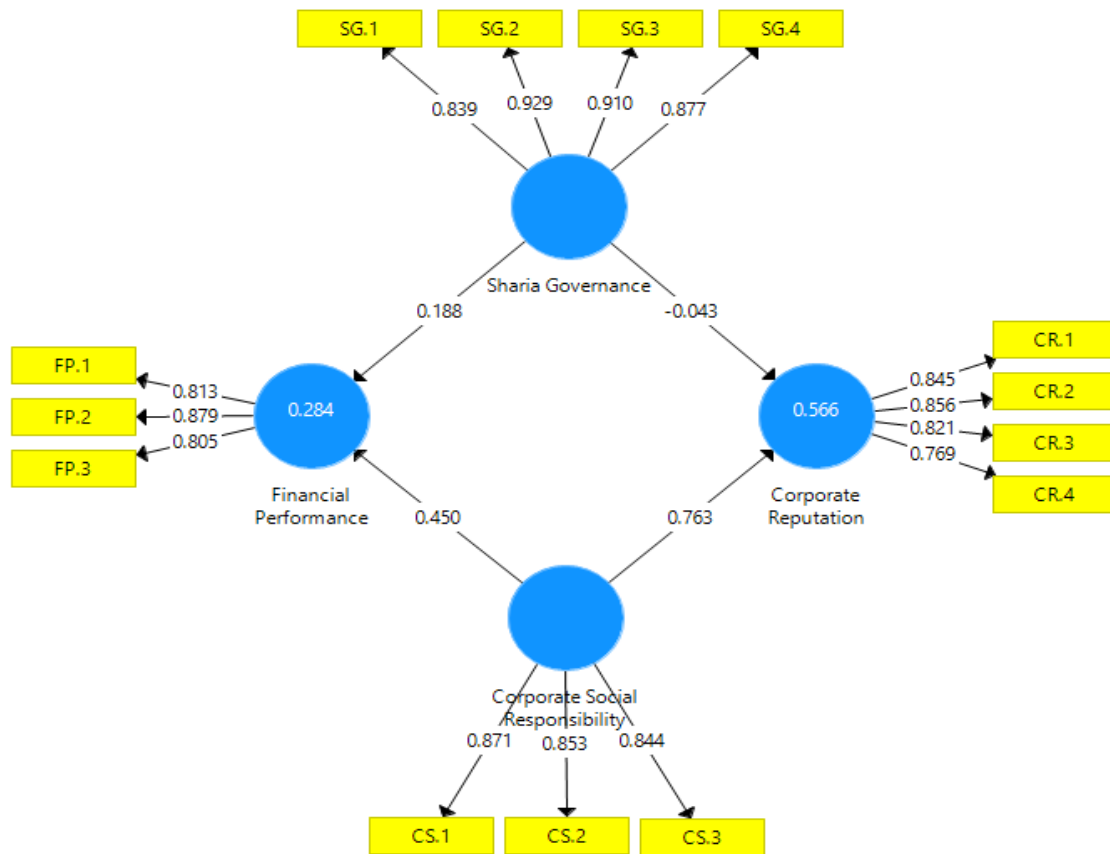 SG.1 SG.2 SG.3 SG.4
0.839 0.929 0.910 0.877
Sharia Governance
0.188 -0.043
FP.1
FP.2
FP.3
0.813
0.879
0.805
0.284
Financial
Performance
0.566
Corporate
Reputation
0.845
0.856
0.821
0.769
CR.1
CR.2
CR.3
CR.4
0.450 0.763
Corporate Social
Responsibility
0.871 0.853 0.844
CS.1 CS.2 CS.3